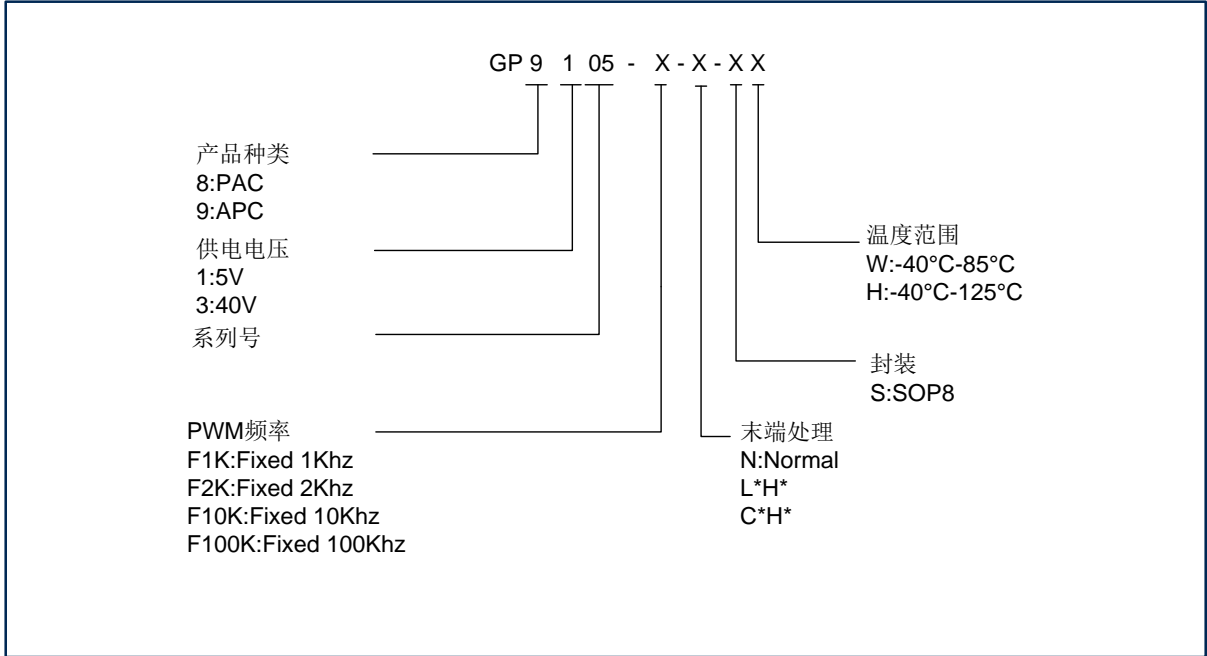 GP 9 1 05 - X - X - X X
产品种类
8:PAC
9:APC
供电电压
1:5V
3:40V
系列号
PWM频率
F1K:Fixed 1Khz
F2K:Fixed 2Khz
F10K:Fixed 10Khz
F100K:Fixed 100Khz
温度范围
W:-40°C-85°C
H:-40°C-125°C
封装
S:SOP8
末端处理
N:Normal
L*H*
C*H*